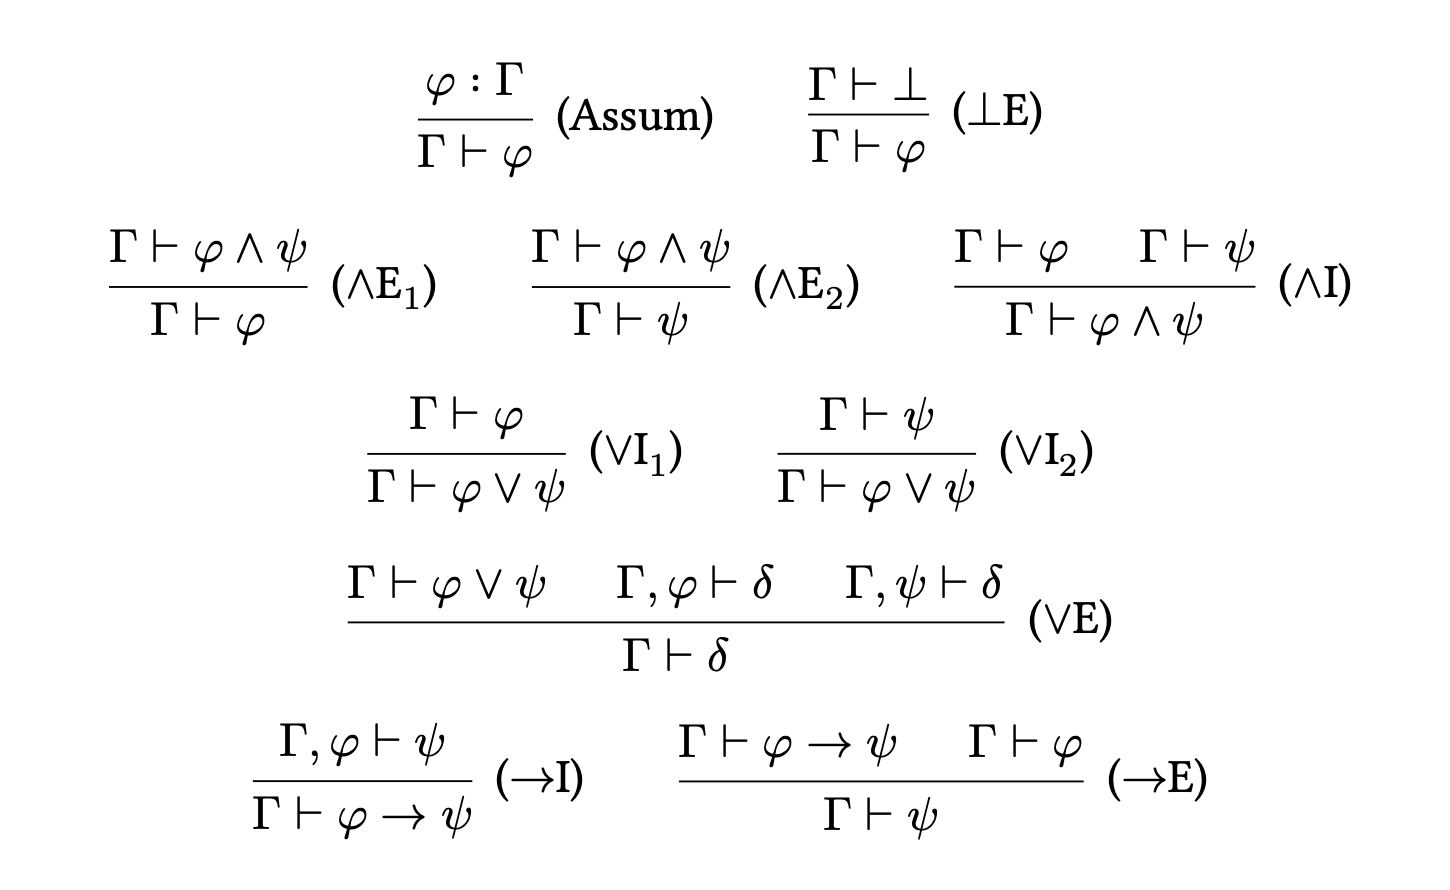 φ : Γ
Γ ⊢ φ (Assum)
Γ ⊢ ⊥
Γ ⊢ φ (⊥E)
Γ ⊢ φ ∧ ψ
Γ ⊢ φ (∧E₁)
Γ ⊢ φ ∧ ψ
Γ ⊢ ψ (∧E₂)
Γ ⊢ φ Γ ⊢ ψ
Γ ⊢ φ ∧ ψ (∧I)
Γ ⊢ φ
Γ ⊢ φ ∨ ψ (∨I₁)
Γ ⊢ ψ
Γ ⊢ φ ∨ ψ (∨I₂)
Γ ⊢ φ ∨ ψ Γ, φ ⊢ δ Γ, ψ ⊢ δ
Γ ⊢ δ (∨E)
Γ, φ ⊢ ψ
Γ ⊢ φ → ψ (→I)
Γ ⊢ φ → ψ Γ ⊢ φ
Γ ⊢ ψ (→E)